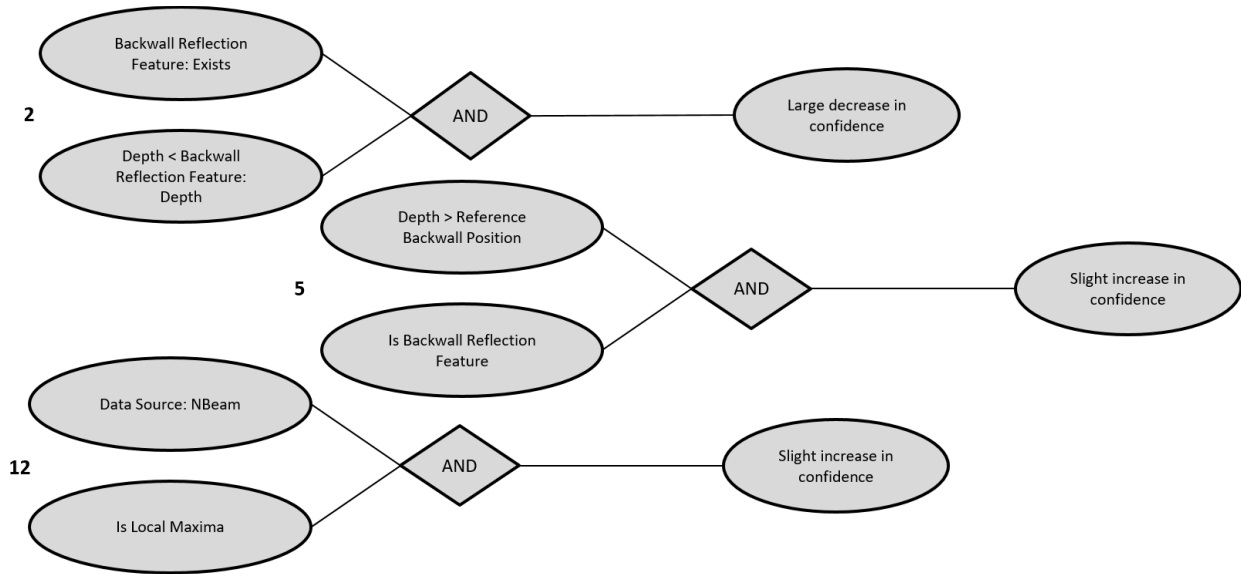 2
Backwall Reflection
Feature: Exists
Depth < Backwall
Reflection Feature:
Depth
AND
Large decrease in
confidence
5
Depth > Reference
Backwall Position
Is Backwall Reflection
Feature
AND
Slight increase in
confidence
12
Data Source: NBeam
Is Local Maxima
AND
Slight increase in
confidence